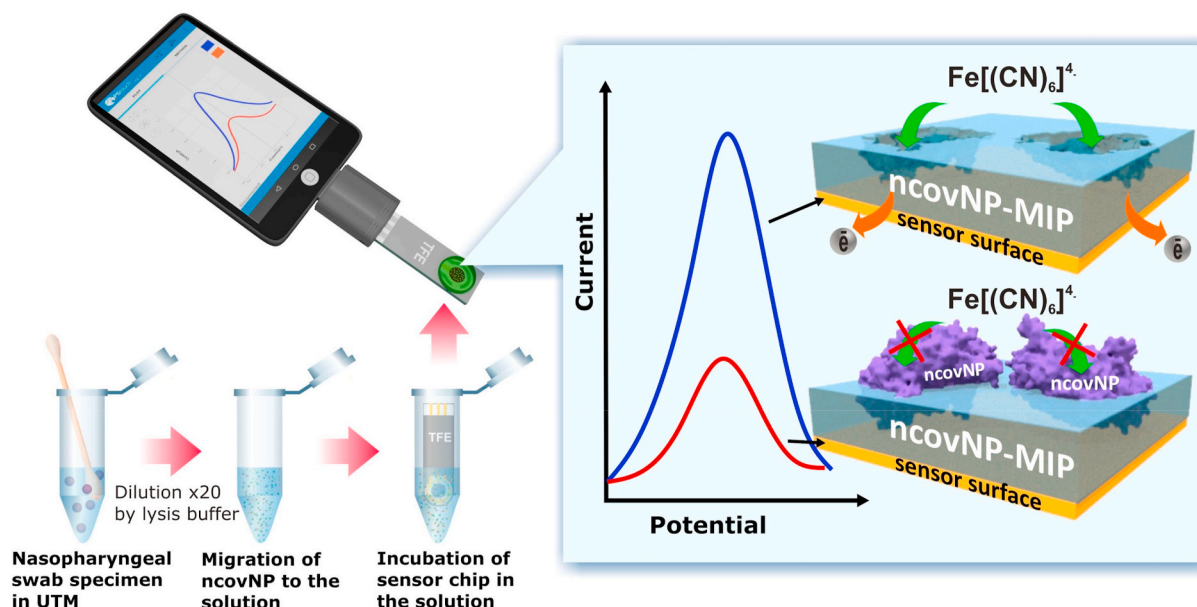 TFE
Dilution x20
by lysis buffer
TFE
Nasopharyngeal
swab specimen
in UTM
Migration of
ncovNP to the
solution
Incubation of
sensor chip in
the solution
Current
Potential
Fe[(CN)₆]⁴⁻
ncovNP-MIP
sensor surface
ē
ē
Fe[(CN)₆]⁴⁻
ncovNP
ncovNP
ncovNP-MIP
sensor surface